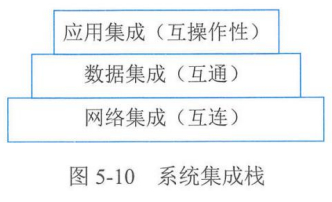 应用集成（互操作性）
数据集成（互通）
网络集成（互连）
图 5-10 系统集成栈